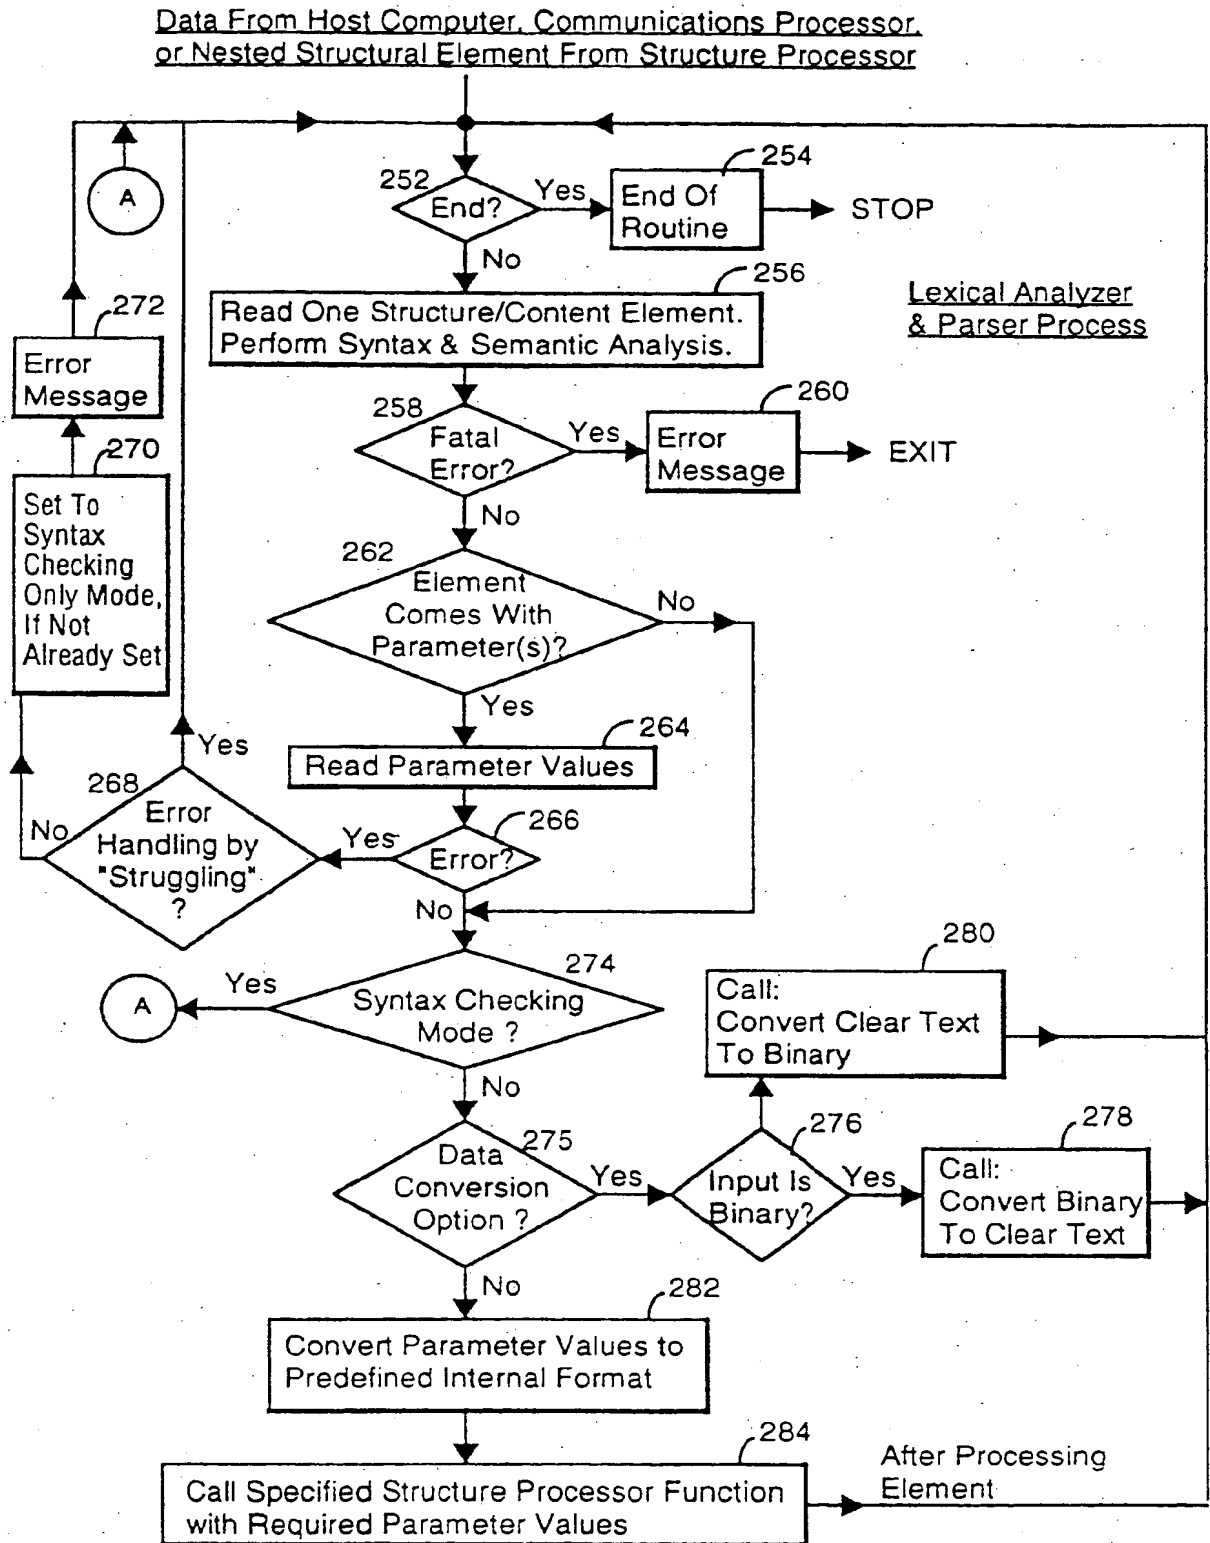 Data From Host Computer, Communications Processor,
or Nested Structural Element From Structure Processor
A
252
End?
Yes
254
End Of
Routine
STOP
No
256
Read One Structure/Content Element.
Perform Syntax & Semantic Analysis.
Lexical Analyzer
& Parser Process
272
Error
Message
258
Fatal
Error?
Yes
260
Error
Message
EXIT
No
270
Set To
Syntax
Checking
Only Mode,
If Not
Already Set
262
Element
Comes With
Parameter(s)?
No
Yes
264
Read Parameter Values
Yes
268
Error
Handling by
"Struggling"
?
No
Yes
266
Error?
No
274
Syntax Checking
Mode ?
Yes
A
No
280
Call:
Convert Clear Text
To Binary
275
Data
Conversion
Option ?
Yes
276
Input Is
Binary?
Yes
278
Call:
Convert Binary
To Clear Text
No
282
Convert Parameter Values to
Predefined Internal Format
284
Call Specified Structure Processor Function
with Required Parameter Values
After Processing
Element